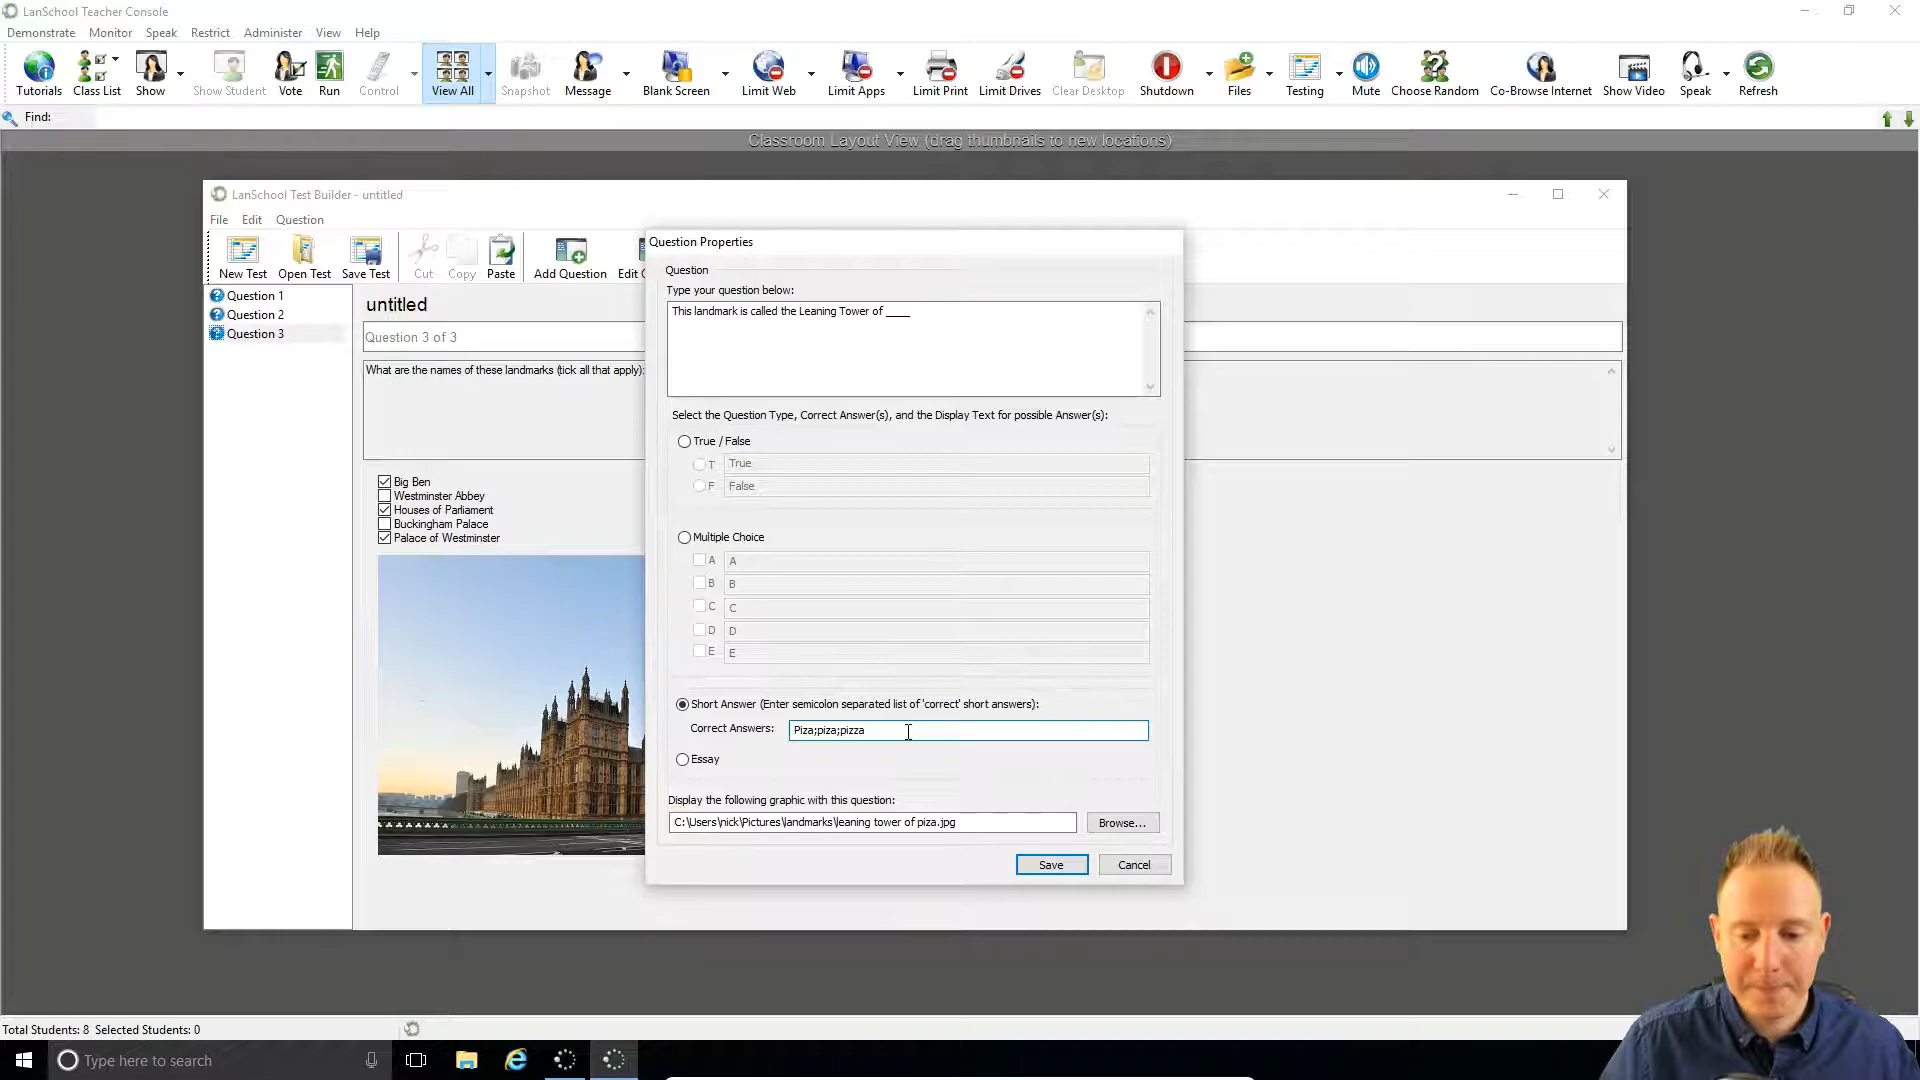 LanSchool Teacher Console
Demonstrate Monitor Speak Restrict Administer View Help
Tutorials Class List Show Show Student Vote Run Control View All Snapshot Message Blank Screen Limit Web Limit Apps Limit Print Limit Drives Clear Desktop Shutdown Files Testing Mute Choose Random Co-Browse Internet Show Video Speak Refresh
Find:
Classroom Layout View (drag thumbnails to new locations)
LanSchool Test Builder - untitled
File Edit Question
New Test Open Test Save Test Cut Copy Paste Add Question Edit
Question 1
Question 2
Question 3
untitled
Question 3 of 3
What are the names of these landmarks (tick all that apply):
Big Ben
Westminster Abbey
Houses of Parliament
Buckingham Palace
Palace of Westminster
Question Properties
Question
Type your question below:
This landmark is called the Leaning Tower of ____
Select the Question Type, Correct Answer(s), and the Display Text for possible Answer(s):
True / False
T True
F False
Multiple Choice
A A
B B
C C
D D
E E
Short Answer (Enter semicolon separated list of 'correct' short answers):
Correct Answers: Piza;piza;pizza
Essay
Display the following graphic with this question:
C:\Users\nick\Pictures\landmarks\leaning tower of piza.jpg Browse...
Save Cancel
Total Students: 8 Selected Students: 0
Type here to search